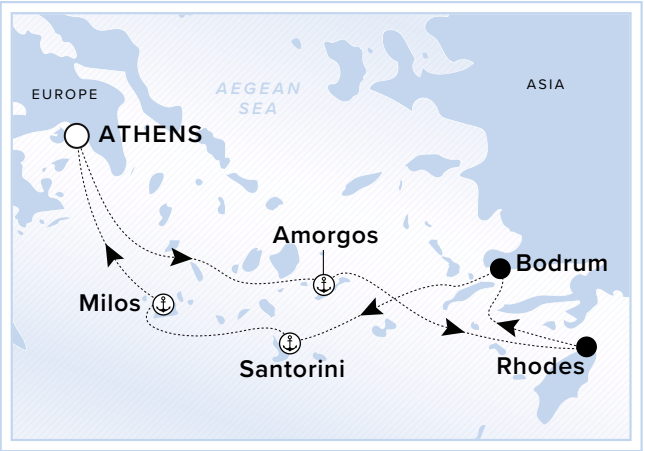 AEGEAN
SEA
ASIA
EUROPE
ATHENS
Amorgos
Bodrum
Milos
Santorini
Rhodes